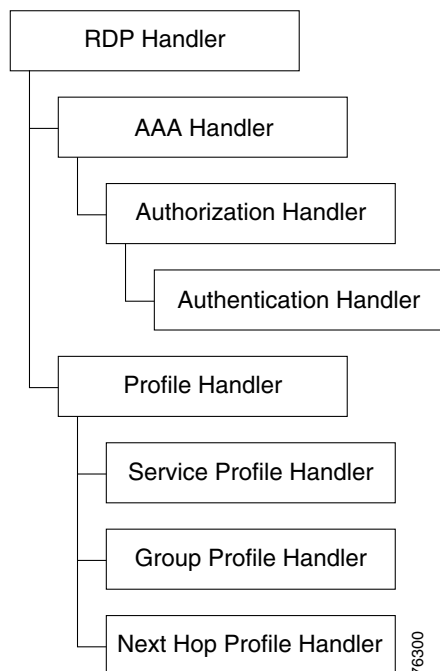 RDP Handler
AAA Handler
Authorization Handler
Authentication Handler
Profile Handler
Service Profile Handler
Group Profile Handler
Next Hop Profile Handler
76300